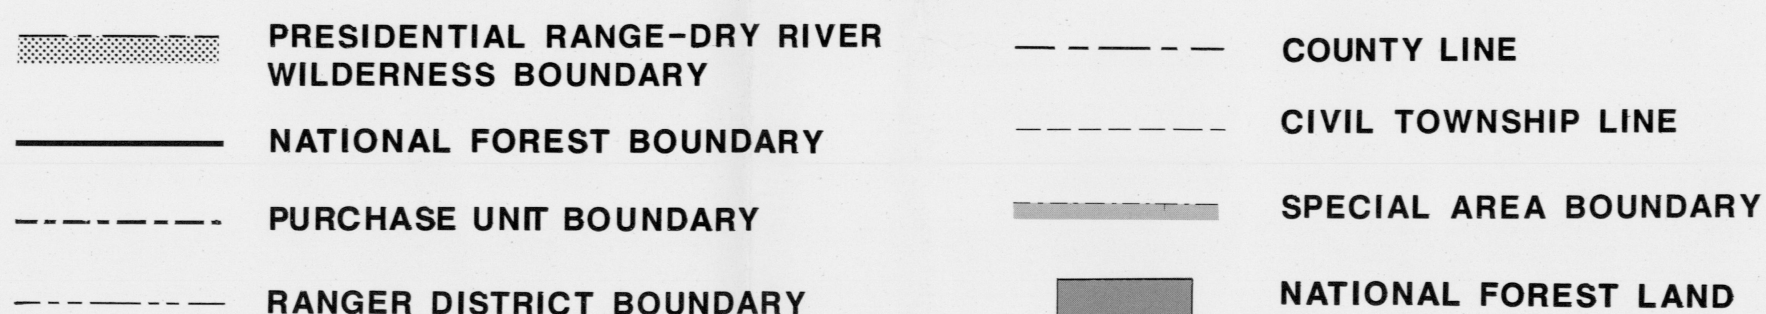 PRESIDENTIAL RANGE-DRY RIVER
WILDERNESS BOUNDARY
NATIONAL FOREST BOUNDARY
PURCHASE UNIT BOUNDARY
RANGER DISTRICT BOUNDARY
COUNTY LINE
CIVIL TOWNSHIP LINE
SPECIAL AREA BOUNDARY
NATIONAL FOREST LAND